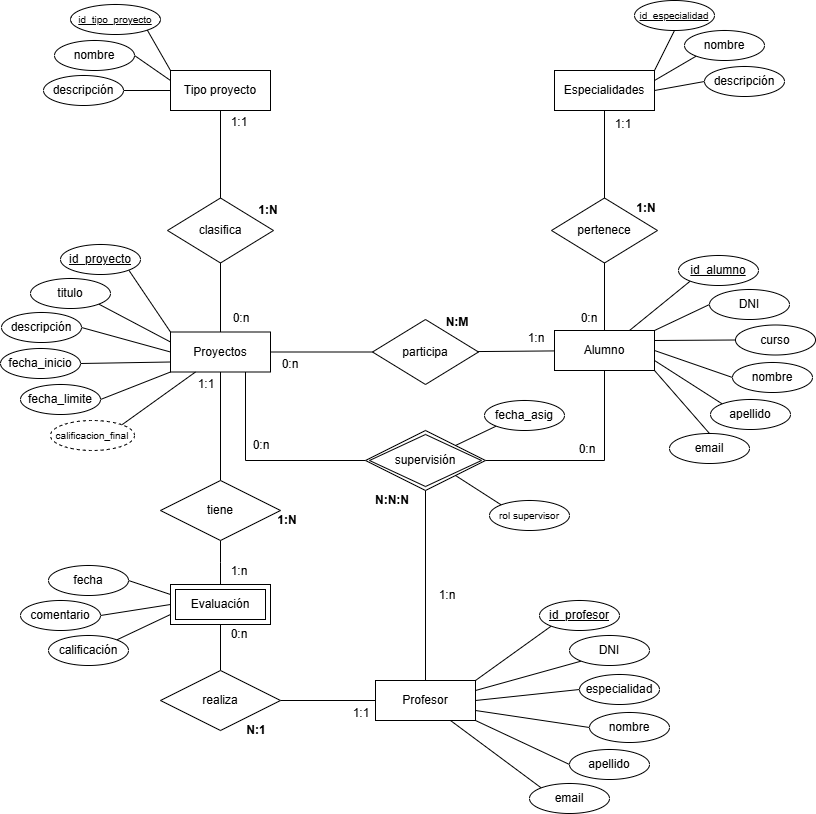 id_tipo_proyecto
nombre
descripción
Tipo proyecto
1:1
id_especialidad
nombre
descripción
Especialidades
1:1
clasifica
1:N
0:n
pertenece
1:N
0:n
id_proyecto
titulo
descripción
fecha_inicio
fecha_limite
calificacion_final
Proyectos
1:1
0:n
participa
N:M
1:n
Alumno
id_alumno
DNI
curso
nombre
apellido
email
0:n
0:n
supervisión
fecha_asig
rol supervisor
N:N:N
1:n
tiene
1:N
1:n
fecha
comentario
calificación
Evaluación
0:n
realiza
N:1
1:1
Profesor
id_profesor
DNI
especialidad
nombre
apellido
email